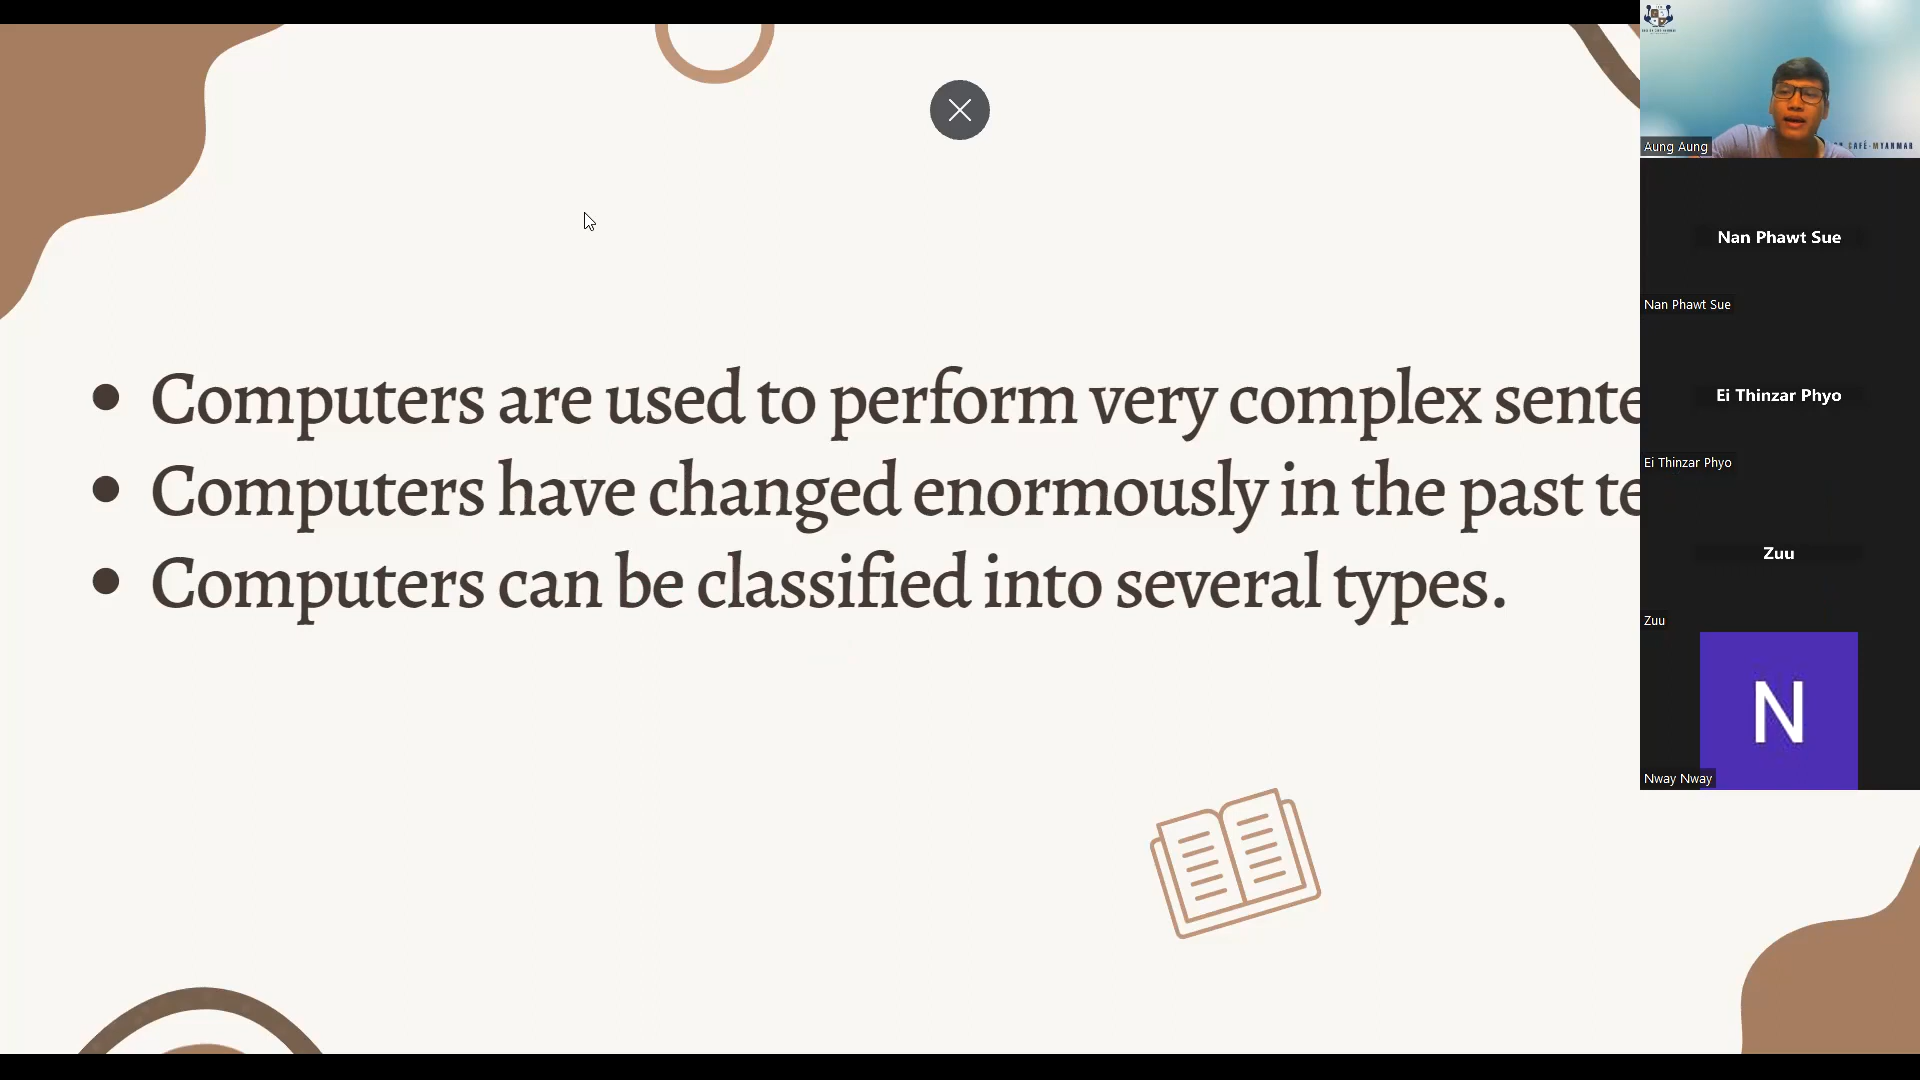 • Computers are used to perform very complex sente
• Computers have changed enormously in the past te
• Computers can be classified into several types.
Aung Aung
CAFÉ-MYANMAR
Nan Phawt Sue
Nan Phawt Sue
Ei Thinzar Phyo
Ei Thinzar Phyo
Zuu
Zuu
N
Nway Nway